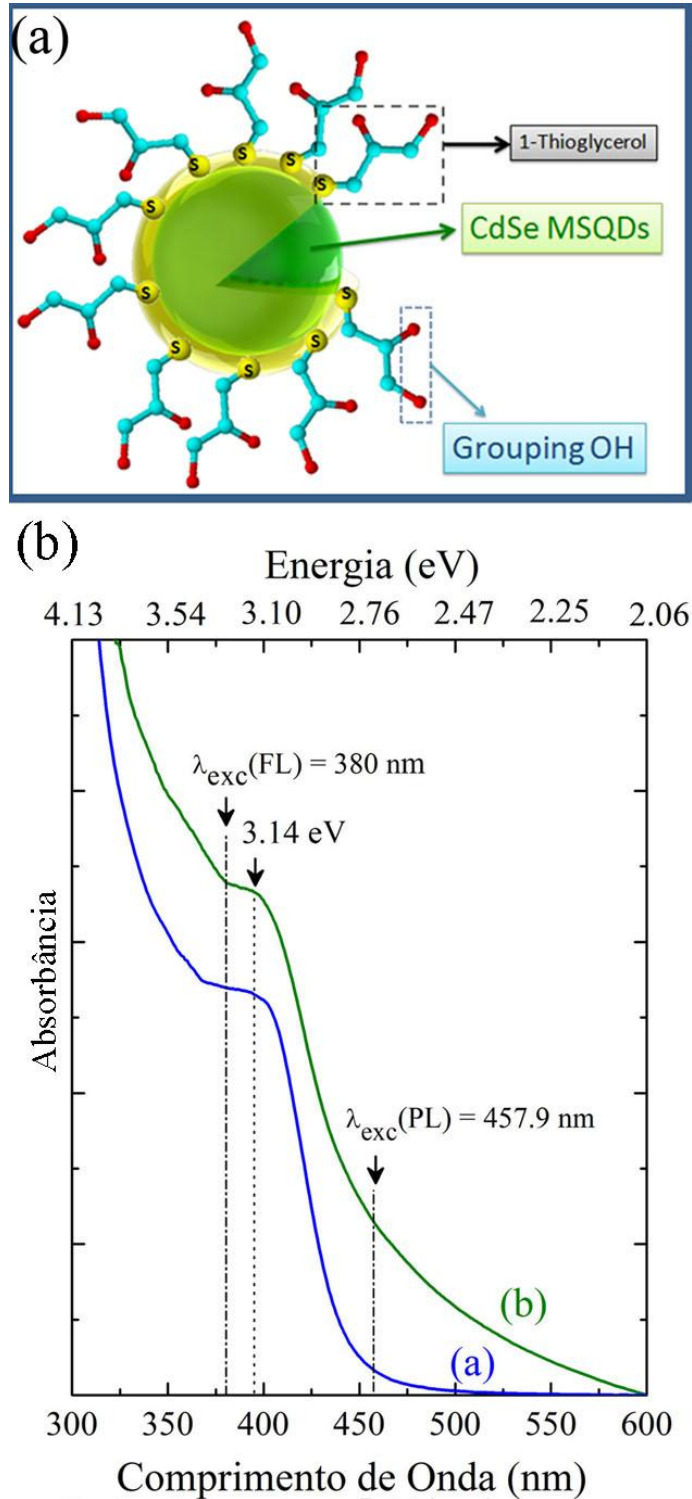 (a)
1-Thioglycerol
CdSe MSQDs
Grouping OH
S
S
S
S
S
S
S
S
S
S
S
(b)
Energia (eV)
4.13 3.54 3.10 2.76 2.47 2.25 2.06
λexc(FL) = 380 nm
3.14 eV
λexc(PL) = 457.9 nm
(b)
(a)
Absorbância
300 350 400 450 500 550 600
Comprimento de Onda (nm)